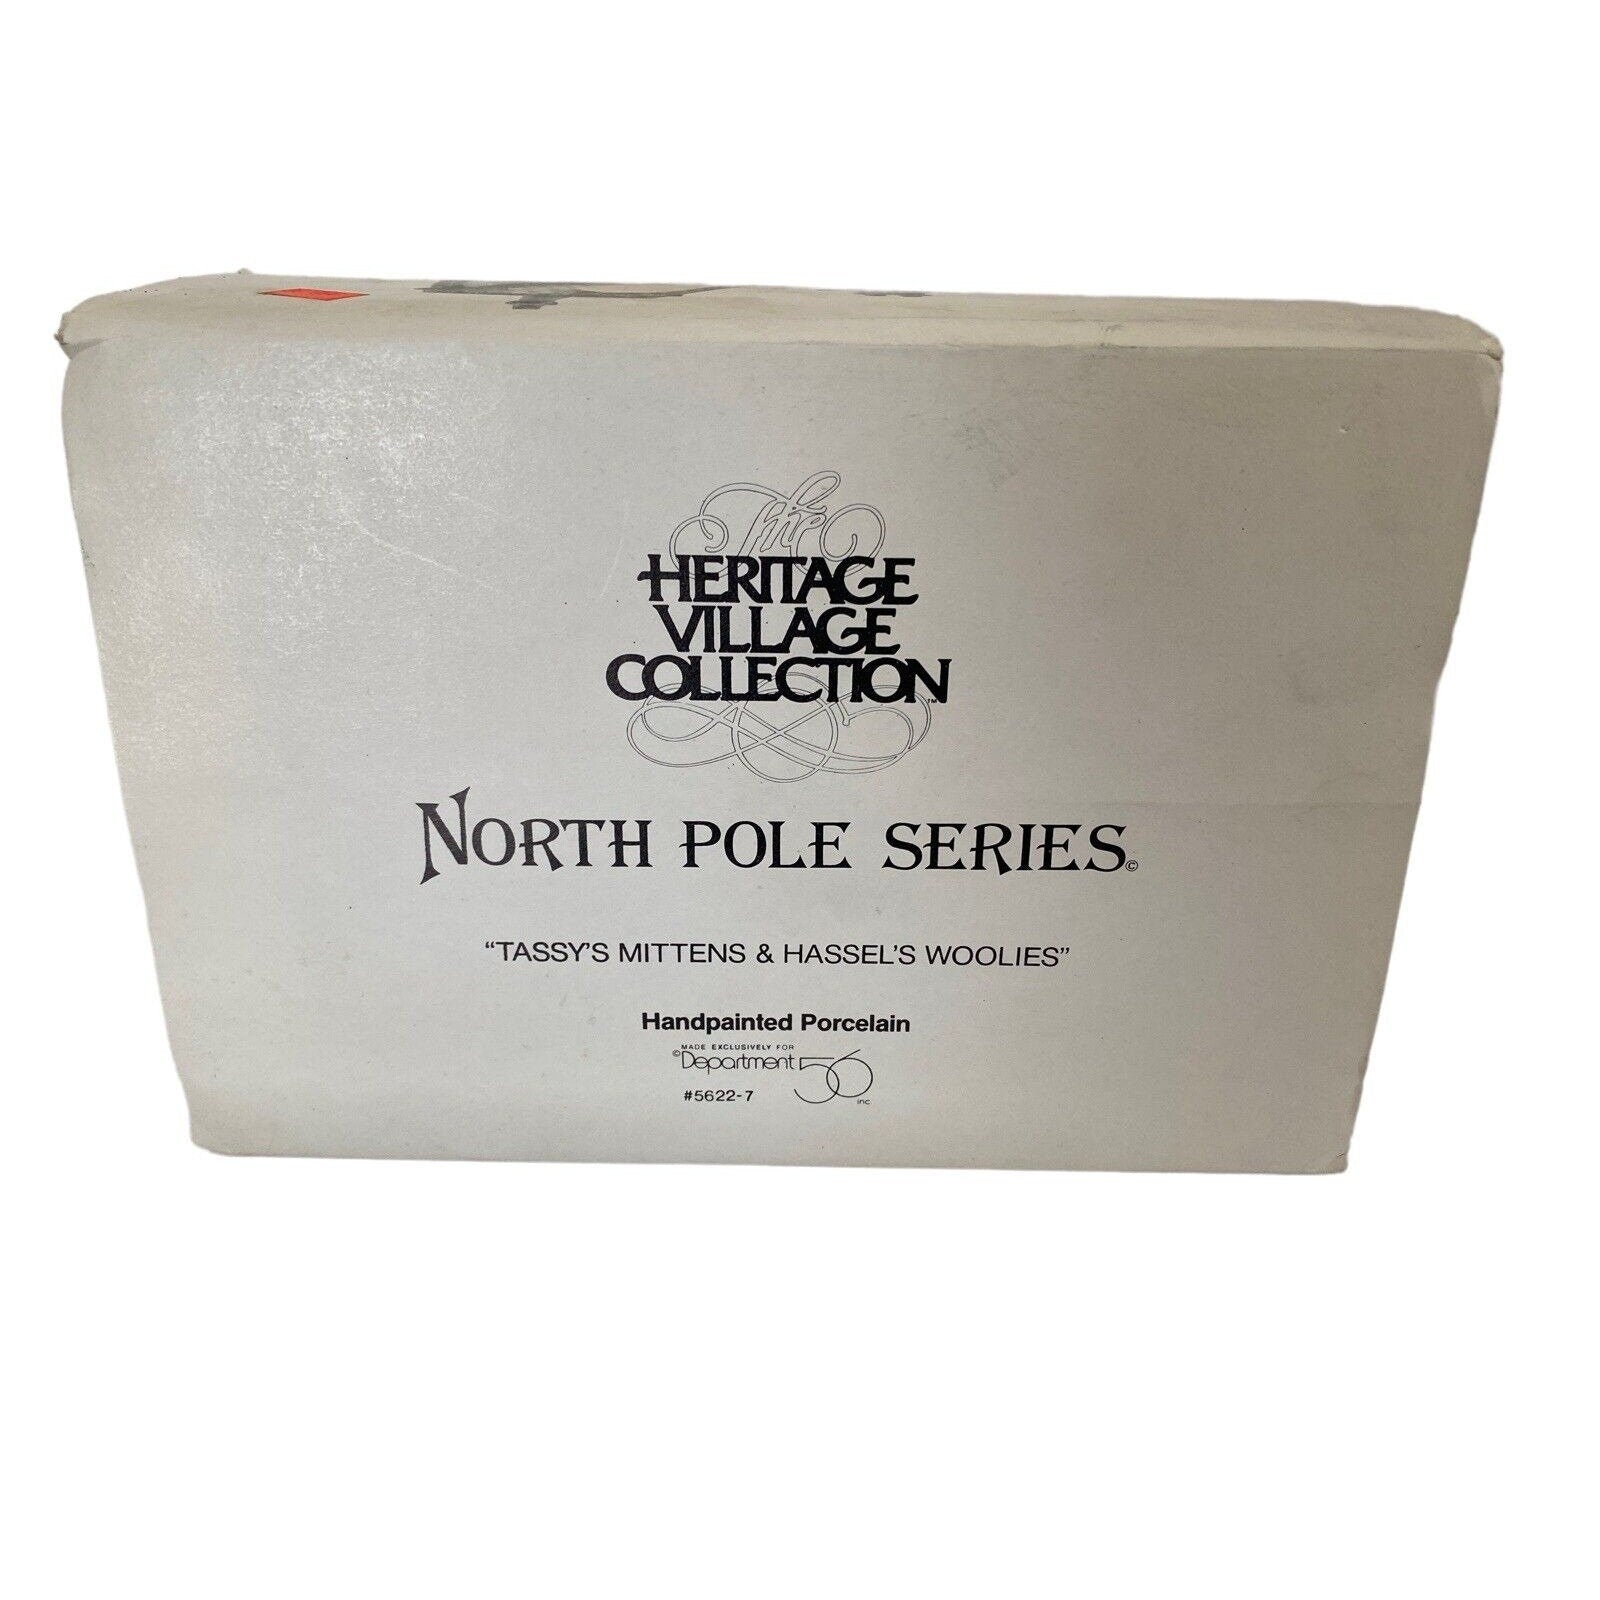 The
HERITAGE
VILLAGE
COLLECTION™
NORTH POLE SERIES©
“TASSY'S MITTENS & HASSEL'S WOOLIES”
Handpainted Porcelain
MADE EXCLUSIVELY FOR
©Department 56 inc
#5622-7